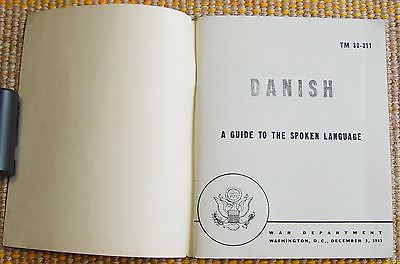 TM 30-311
DANISH
A GUIDE TO THE SPOKEN LANGUAGE
WAR DEPARTMENT
WASHINGTON, D.C., DECEMBER 3, 1943